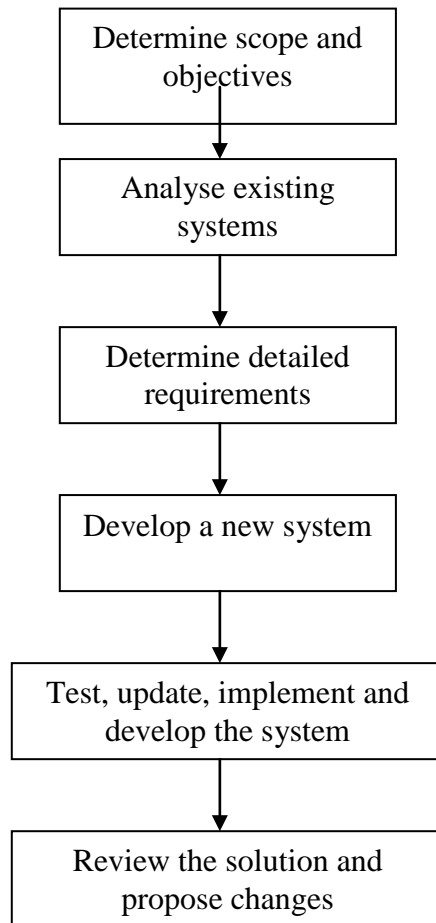 Determine scope and
objectives
Analyse existing
systems
Determine detailed
requirements
Develop a new system
Test, update, implement and
develop the system
Review the solution and
propose changes